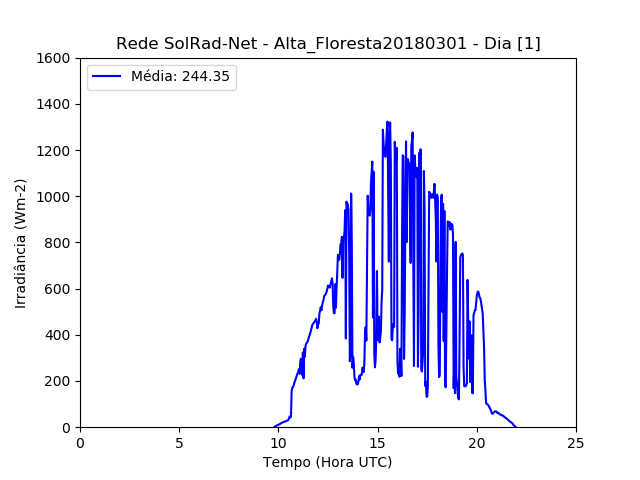 Rede SolRad-Net - Alta_Floresta20180301 - Dia [1]
Média: 244.35
Irradiância (Wm-2)
1600
1400
1200
1000
800
600
400
200
0
0 5 10 15 20 25
Tempo (Hora UTC)